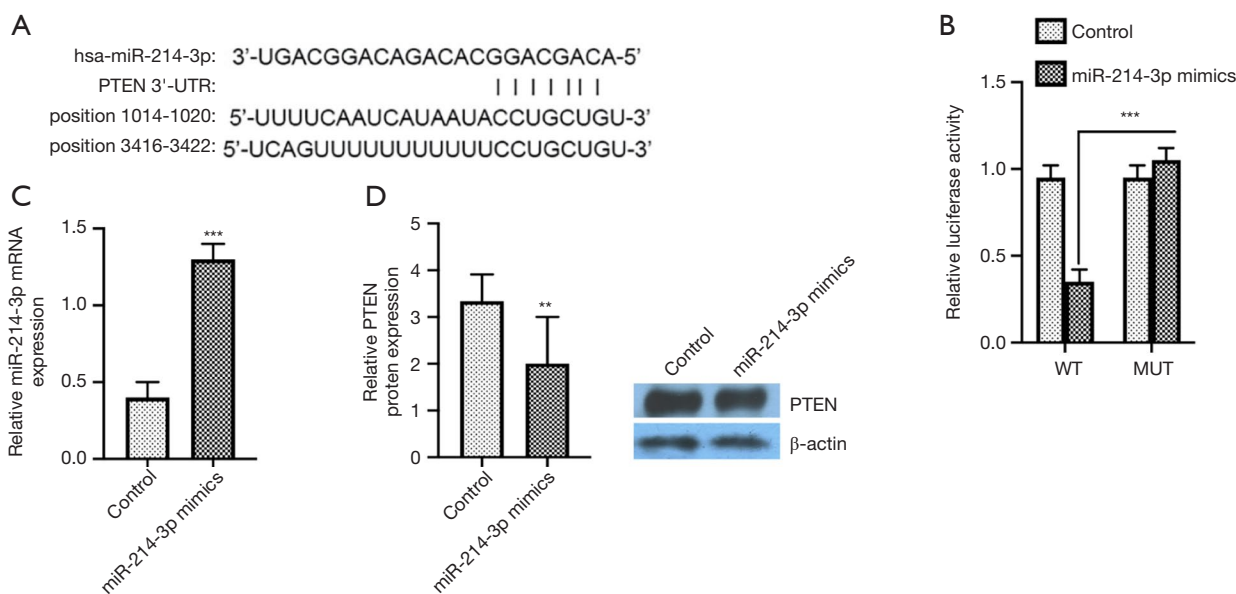 A
hsa-miR-214-3p: 3'-UGACGGACAGACACGGACGACA-5'
PTEN 3'-UTR:
position 1014-1020: 5'-UUUUCAAUCAUAAUACCUGCUGU-3'
position 3416-3422: 5'-UCAGUUUUUUUUUUUCCUGCUGU-3'
B
Control
miR-214-3p mimics
Relative luciferase activity
1.5
1.0
0.5
0.0
***
WT
MUT
C
Relative miR-214-3p mRNA
expression
1.5
1.0
0.5
0.0
***
Control
miR-214-3p mimics
D
Relative PTEN
proten expression
5
4
3
2
1
0
**
Control
miR-214-3p mimics
Control
miR-214-3p mimics
PTEN
β-actin